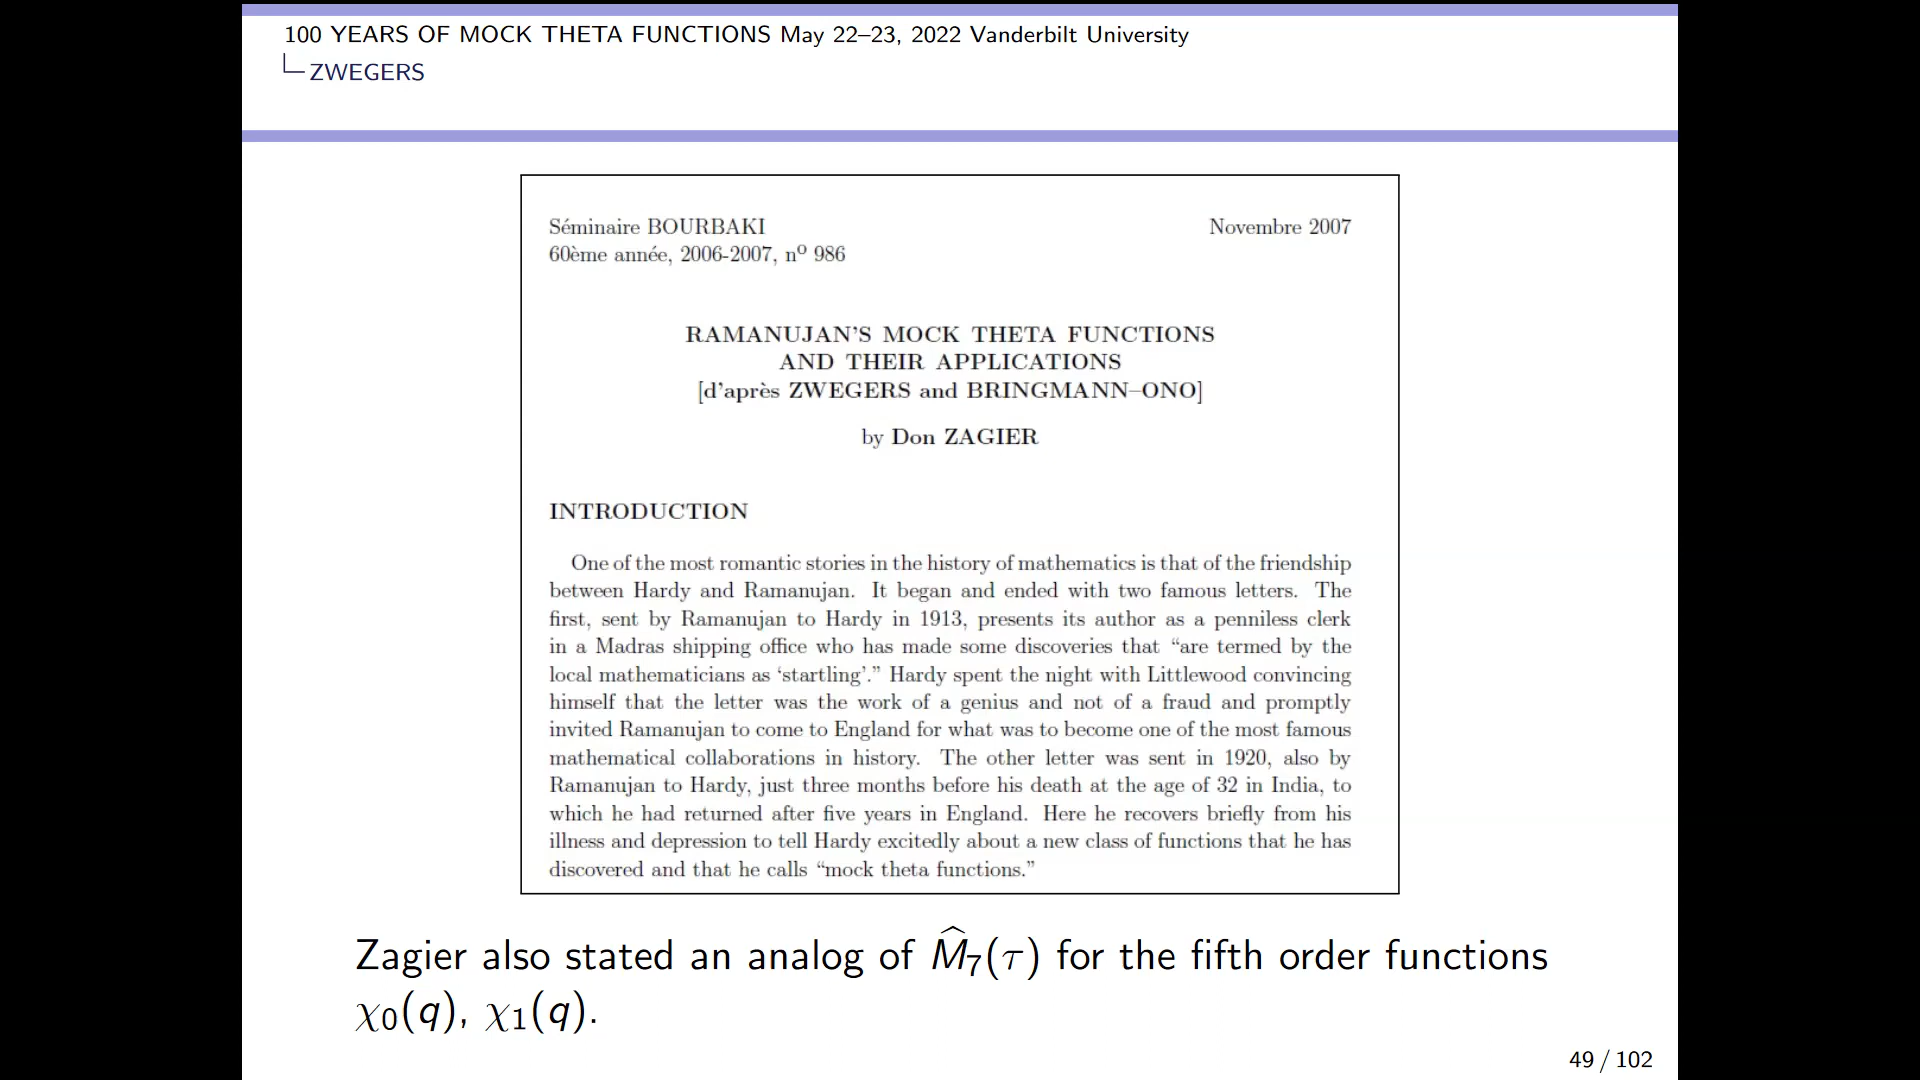 100 YEARS OF MOCK THETA FUNCTIONS May 22–23, 2022 Vanderbilt University
ZWEGERS
Séminaire BOURBAKI Novembre 2007
60ème année, 2006-2007, nº 986
RAMANUJAN'S MOCK THETA FUNCTIONS
AND THEIR APPLICATIONS
[d'après ZWEGERS and BRINGMANN–ONO]
by Don ZAGIER
INTRODUCTION
One of the most romantic stories in the history of mathematics is that of the friendship
between Hardy and Ramanujan. It began and ended with two famous letters. The
first, sent by Ramanujan to Hardy in 1913, presents its author as a penniless clerk
in a Madras shipping office who has made some discoveries that “are termed by the
local mathematicians as ‘startling’.” Hardy spent the night with Littlewood convincing
himself that the letter was the work of a genius and not of a fraud and promptly
invited Ramanujan to come to England for what was to become one of the most famous
mathematical collaborations in history. The other letter was sent in 1920, also by
Ramanujan to Hardy, just three months before his death at the age of 32 in India, to
which he had returned after five years in England. Here he recovers briefly from his
illness and depression to tell Hardy excitedly about a new class of functions that he has
discovered and that he calls “mock theta functions.”
Zagier also stated an analog of M̂₇(τ) for the fifth order functions
χ₀(q), χ₁(q).
49 / 102